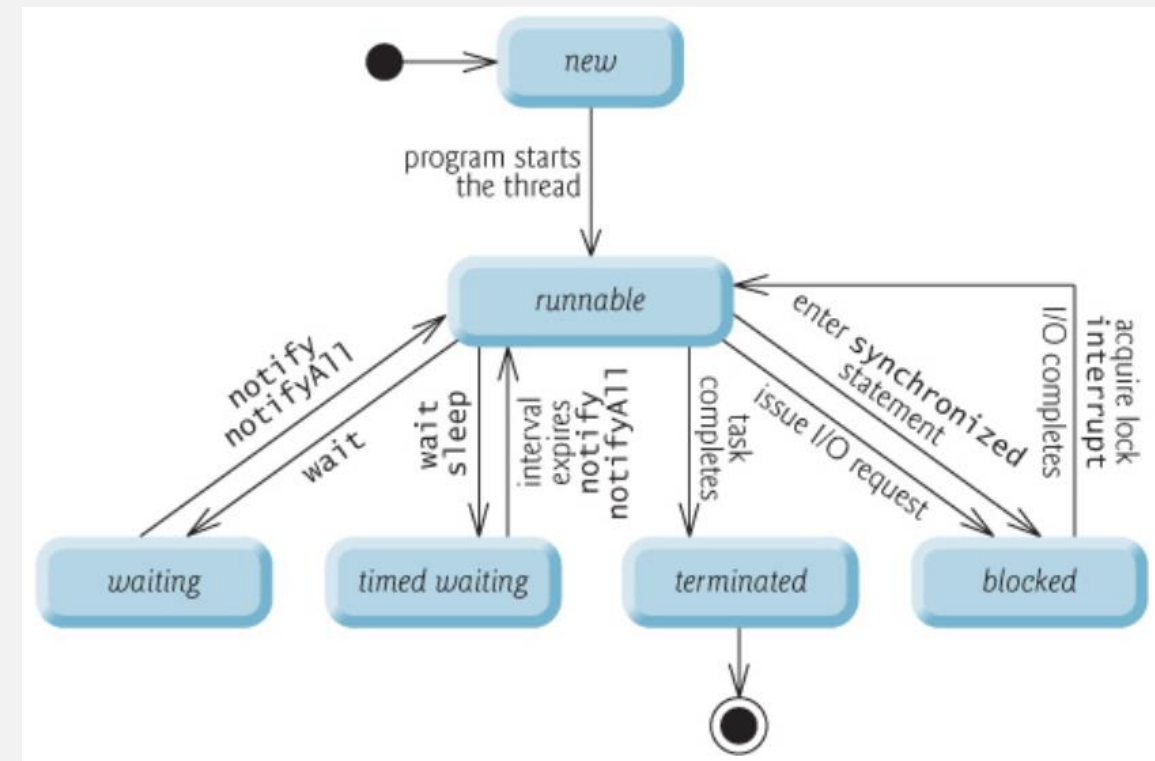 new
program starts
the thread
runnable
notify
notifyAll
wait
wait
sleep
interval
expires
notify
notifyAll
task
completes
issue I/O request
enter synchronized
statement
acquire lock
interrupt
I/O completes
waiting
timed waiting
terminated
blocked